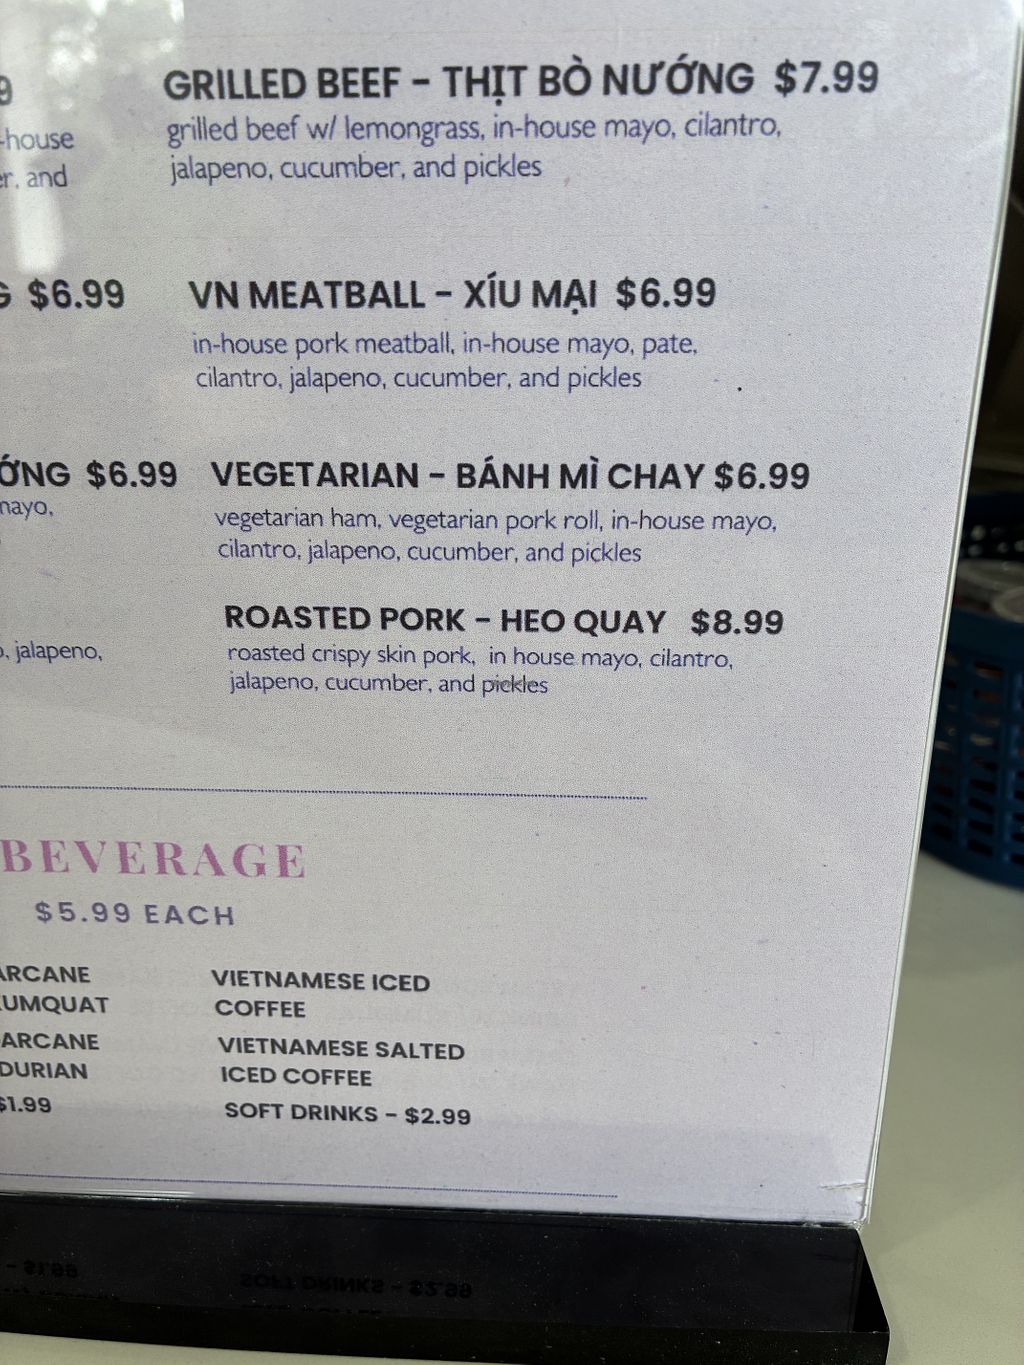 GRILLED BEEF - THỊT BÒ NƯỚNG $7.99
-house
grilled beef w/ lemongrass, in-house mayo, cilantro,
and
jalapeno, cucumber, and pickles
$6.99
VN MEATBALL - XÍU MẠI $6.99
in-house pork meatball, in-house mayo, pate,
cilantro, jalapeno, cucumber, and pickles
ỚNG $6.99
VEGETARIAN - BÁNH MÌ CHAY $6.99
mayo,
vegetarian ham, vegetarian pork roll, in-house mayo,
cilantro, jalapeno, cucumber, and pickles
ROASTED PORK - HEO QUAY $8.99
jalapeno,
roasted crispy skin pork, in house mayo, cilantro,
jalapeno, cucumber, and pickles
BEVERAGE
$5.99 EACH
ARCANE
UMQUAT
ARCANE
DURIAN
$1.99
VIETNAMESE ICED
COFFEE
VIETNAMESE SALTED
ICED COFFEE
SOFT DRINKS - $2.99